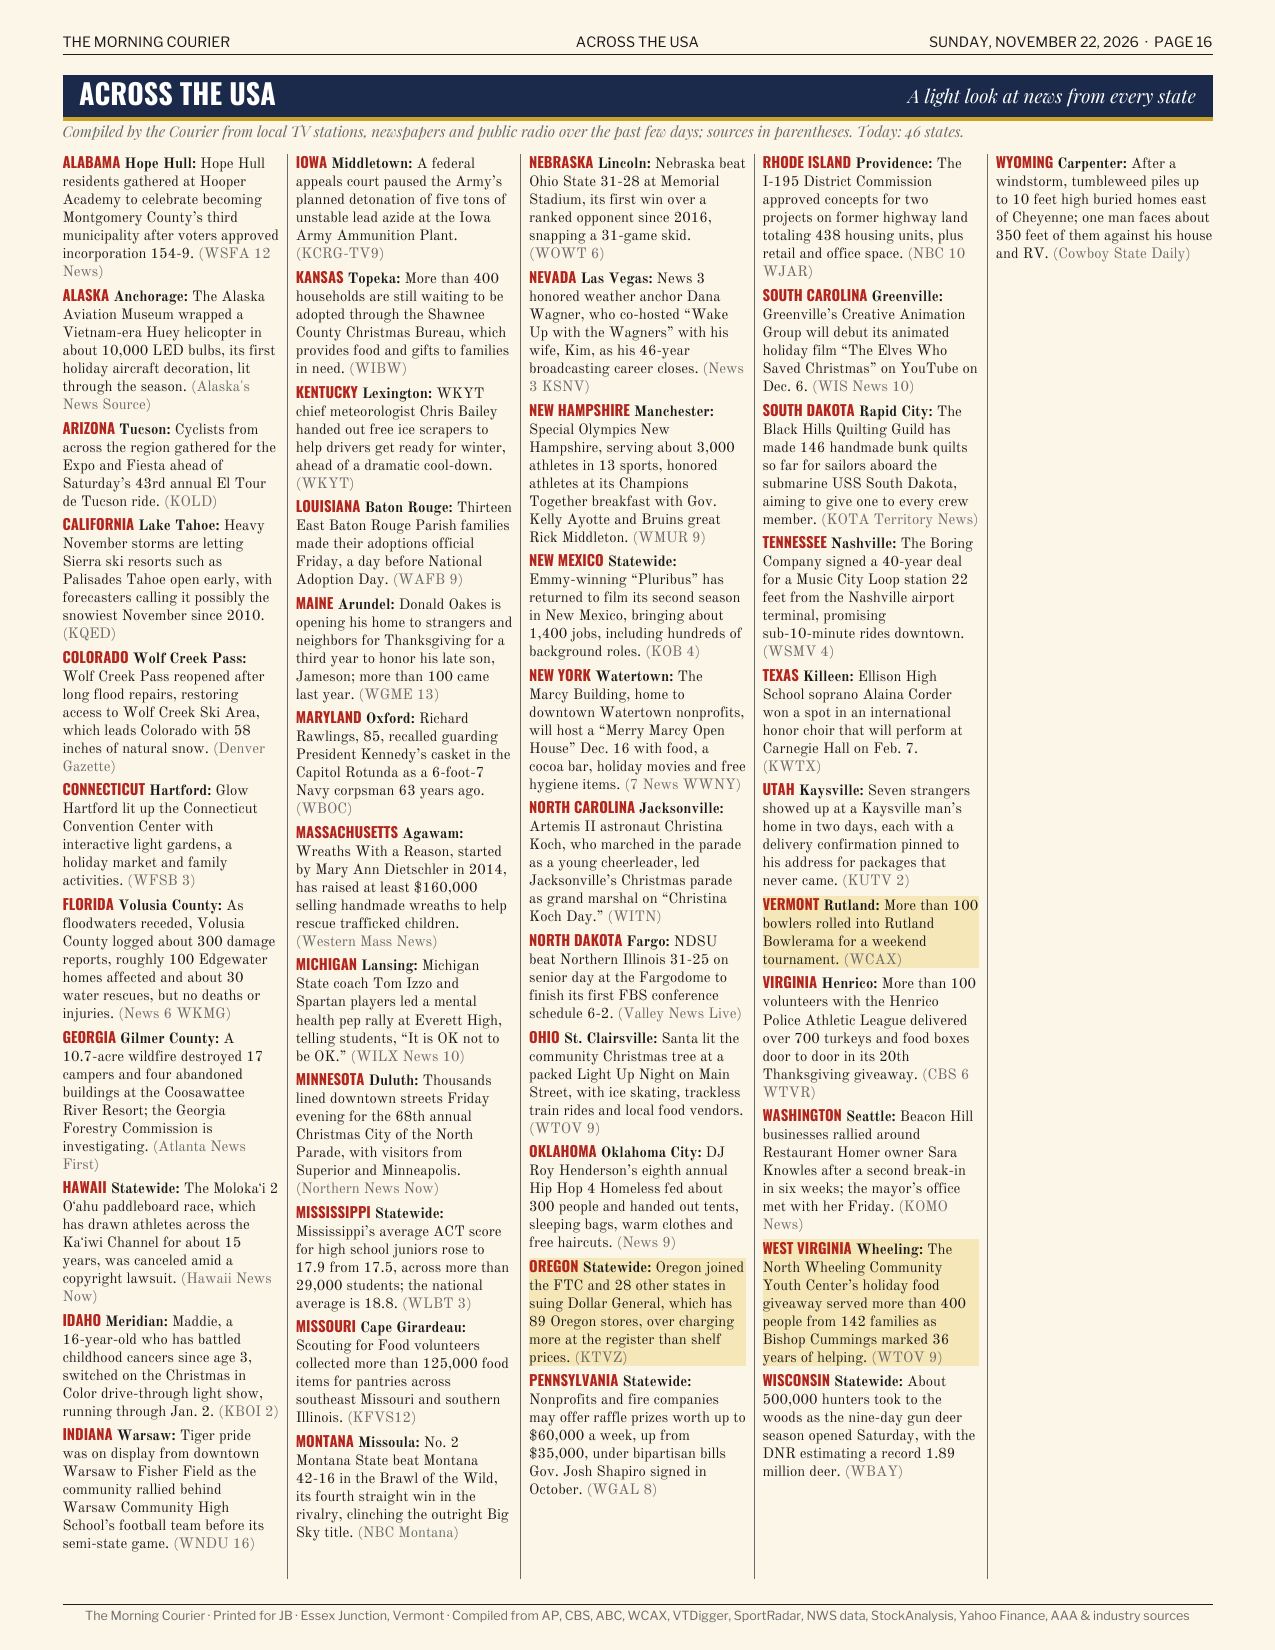 THE MORNING COURIER
ACROSS THE USA
SUNDAY, NOVEMBER 22, 2026 · PAGE 16
ACROSS THE USA
A light look at news from every state
Compiled by the Courier from local TV stations, newspapers and public radio over the past few days; sources in parentheses. Today: 46 states.
ALABAMA Hope Hull: Hope Hull
residents gathered at Hooper
Academy to celebrate becoming
Montgomery County’s third
municipality after voters approved
incorporation 154-9. (WSFA 12
News)
ALASKA Anchorage: The Alaska
Aviation Museum wrapped a
Vietnam-era Huey helicopter in
about 10,000 LED bulbs, its first
holiday aircraft decoration, lit
through the season. (Alaska's
News Source)
ARIZONA Tucson: Cyclists from
across the region gathered for the
Expo and Fiesta ahead of
Saturday’s 43rd annual El Tour
de Tucson ride. (KOLD)
CALIFORNIA Lake Tahoe: Heavy
November storms are letting
Sierra ski resorts such as
Palisades Tahoe open early, with
forecasters calling it possibly the
snowiest November since 2010.
(KQED)
COLORADO Wolf Creek Pass:
Wolf Creek Pass reopened after
long flood repairs, restoring
access to Wolf Creek Ski Area,
which leads Colorado with 58
inches of natural snow. (Denver
Gazette)
CONNECTICUT Hartford: Glow
Hartford lit up the Connecticut
Convention Center with
interactive light gardens, a
holiday market and family
activities. (WFSB 3)
FLORIDA Volusia County: As
floodwaters receded, Volusia
County logged about 300 damage
reports, roughly 100 Edgewater
homes affected and about 30
water rescues, but no deaths or
injuries. (News 6 WKMG)
GEORGIA Gilmer County: A
10.7-acre wildfire destroyed 17
campers and four abandoned
buildings at the Coosawattee
River Resort; the Georgia
Forestry Commission is
investigating. (Atlanta News
First)
HAWAII Statewide: The Molokaʻi 2
Oʻahu paddleboard race, which
has drawn athletes across the
Kaʻiwi Channel for about 15
years, was canceled amid a
copyright lawsuit. (Hawaii News
Now)
IDAHO Meridian: Maddie, a
16-year-old who has battled
childhood cancers since age 3,
switched on the Christmas in
Color drive-through light show,
running through Jan. 2. (KBOI 2)
INDIANA Warsaw: Tiger pride
was on display from downtown
Warsaw to Fisher Field as the
community rallied behind
Warsaw Community High
School’s football team before its
semi-state game. (WNDU 16)
IOWA Middletown: A federal
appeals court paused the Army’s
planned detonation of five tons of
unstable lead azide at the Iowa
Army Ammunition Plant.
(KCRG-TV9)
KANSAS Topeka: More than 400
households are still waiting to be
adopted through the Shawnee
County Christmas Bureau, which
provides food and gifts to families
in need. (WIBW)
KENTUCKY Lexington: WKYT
chief meteorologist Chris Bailey
handed out free ice scrapers to
help drivers get ready for winter,
ahead of a dramatic cool-down.
(WKYT)
LOUISIANA Baton Rouge: Thirteen
East Baton Rouge Parish families
made their adoptions official
Friday, a day before National
Adoption Day. (WAFB 9)
MAINE Arundel: Donald Oakes is
opening his home to strangers and
neighbors for Thanksgiving for a
third year to honor his late son,
Jameson; more than 100 came
last year. (WGME 13)
MARYLAND Oxford: Richard
Rawlings, 85, recalled guarding
President Kennedy’s casket in the
Capitol Rotunda as a 6-foot-7
Navy corpsman 63 years ago.
(WBOC)
MASSACHUSETTS Agawam:
Wreaths With a Reason, started
by Mary Ann Dietschler in 2014,
has raised at least $160,000
selling handmade wreaths to help
rescue trafficked children.
(Western Mass News)
MICHIGAN Lansing: Michigan
State coach Tom Izzo and
Spartan players led a mental
health pep rally at Everett High,
telling students, “It is OK not to
be OK.” (WILX News 10)
MINNESOTA Duluth: Thousands
lined downtown streets Friday
evening for the 68th annual
Christmas City of the North
Parade, with visitors from
Superior and Minneapolis.
(Northern News Now)
MISSISSIPPI Statewide:
Mississippi’s average ACT score
for high school juniors rose to
17.9 from 17.5, across more than
29,000 students; the national
average is 18.8. (WLBT 3)
MISSOURI Cape Girardeau:
Scouting for Food volunteers
collected more than 125,000 food
items for pantries across
southeast Missouri and southern
Illinois. (KFVS12)
MONTANA Missoula: No. 2
Montana State beat Montana
42-16 in the Brawl of the Wild,
its fourth straight win in the
rivalry, clinching the outright Big
Sky title. (NBC Montana)
NEBRASKA Lincoln: Nebraska beat
Ohio State 31-28 at Memorial
Stadium, its first win over a
ranked opponent since 2016,
snapping a 31-game skid.
(WOWT 6)
NEVADA Las Vegas: News 3
honored weather anchor Dana
Wagner, who co-hosted “Wake
Up with the Wagners” with his
wife, Kim, as his 46-year
broadcasting career closes. (News
3 KSNV)
NEW HAMPSHIRE Manchester:
Special Olympics New
Hampshire, serving about 3,000
athletes in 13 sports, honored
athletes at its Champions
Together breakfast with Gov.
Kelly Ayotte and Bruins great
Rick Middleton. (WMUR 9)
NEW MEXICO Statewide:
Emmy-winning “Pluribus” has
returned to film its second season
in New Mexico, bringing about
1,400 jobs, including hundreds of
background roles. (KOB 4)
NEW YORK Watertown: The
Marcy Building, home to
downtown Watertown nonprofits,
will host a “Merry Marcy Open
House” Dec. 16 with food, a
cocoa bar, holiday movies and free
hygiene items. (7 News WWNY)
NORTH CAROLINA Jacksonville:
Artemis II astronaut Christina
Koch, who marched in the parade
as a young cheerleader, led
Jacksonville’s Christmas parade
as grand marshal on “Christina
Koch Day.” (WITN)
NORTH DAKOTA Fargo: NDSU
beat Northern Illinois 31-25 on
senior day at the Fargodome to
finish its first FBS conference
schedule 6-2. (Valley News Live)
OHIO St. Clairsville: Santa lit the
community Christmas tree at a
packed Light Up Night on Main
Street, with ice skating, trackless
train rides and local food vendors.
(WTOV 9)
OKLAHOMA Oklahoma City: DJ
Roy Henderson’s eighth annual
Hip Hop 4 Homeless fed about
300 people and handed out tents,
sleeping bags, warm clothes and
free haircuts. (News 9)
OREGON Statewide: Oregon joined
the FTC and 28 other states in
suing Dollar General, which has
89 Oregon stores, over charging
more at the register than shelf
prices. (KTVZ)
PENNSYLVANIA Statewide:
Nonprofits and fire companies
may offer raffle prizes worth up to
$60,000 a week, up from
$35,000, under bipartisan bills
Gov. Josh Shapiro signed in
October. (WGAL 8)
RHODE ISLAND Providence: The
I-195 District Commission
approved concepts for two
projects on former highway land
totaling 438 housing units, plus
retail and office space. (NBC 10
WJAR)
SOUTH CAROLINA Greenville:
Greenville’s Creative Animation
Group will debut its animated
holiday film “The Elves Who
Saved Christmas” on YouTube on
Dec. 6. (WIS News 10)
SOUTH DAKOTA Rapid City: The
Black Hills Quilting Guild has
made 146 handmade bunk quilts
so far for sailors aboard the
submarine USS South Dakota,
aiming to give one to every crew
member. (KOTA Territory News)
TENNESSEE Nashville: The Boring
Company signed a 40-year deal
for a Music City Loop station 22
feet from the Nashville airport
terminal, promising
sub-10-minute rides downtown.
(WSMV 4)
TEXAS Killeen: Ellison High
School soprano Alaina Corder
won a spot in an international
honor choir that will perform at
Carnegie Hall on Feb. 7.
(KWTX)
UTAH Kaysville: Seven strangers
showed up at a Kaysville man’s
home in two days, each with a
delivery confirmation pinned to
his address for packages that
never came. (KUTV 2)
VERMONT Rutland: More than 100
bowlers rolled into Rutland
Bowlerama for a weekend
tournament. (WCAX)
VIRGINIA Henrico: More than 100
volunteers with the Henrico
Police Athletic League delivered
over 700 turkeys and food boxes
door to door in its 20th
Thanksgiving giveaway. (CBS 6
WTVR)
WASHINGTON Seattle: Beacon Hill
businesses rallied around
Restaurant Homer owner Sara
Knowles after a second break-in
in six weeks; the mayor’s office
met with her Friday. (KOMO
News)
WEST VIRGINIA Wheeling: The
North Wheeling Community
Youth Center’s holiday food
giveaway served more than 400
people from 142 families as
Bishop Cummings marked 36
years of helping. (WTOV 9)
WISCONSIN Statewide: About
500,000 hunters took to the
woods as the nine-day gun deer
season opened Saturday, with the
DNR estimating a record 1.89
million deer. (WBAY)
WYOMING Carpenter: After a
windstorm, tumbleweed piles up
to 10 feet high buried homes east
of Cheyenne; one man faces about
350 feet of them against his house
and RV. (Cowboy State Daily)
The Morning Courier · Printed for JB · Essex Junction, Vermont · Compiled from AP, CBS, ABC, WCAX, VTDigger, SportRadar, NWS data, StockAnalysis, Yahoo Finance, AAA & industry sources